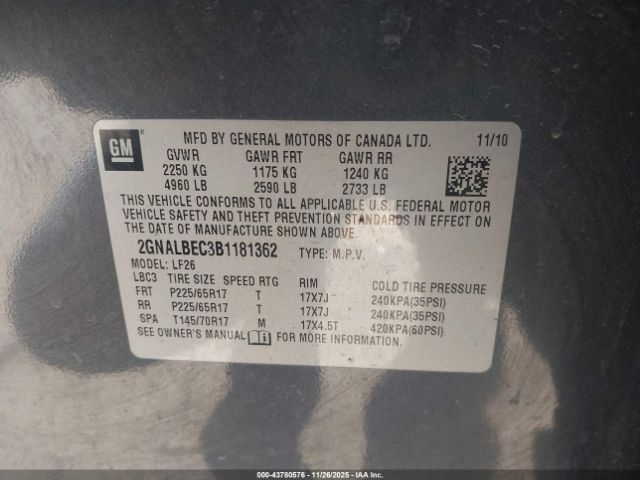 GM
MFD BY GENERAL MOTORS OF CANADA LTD. 11/10
GVWR GAWR FRT GAWR RR
2250 KG 1175 KG 1240 KG
4960 LB 2590 LB 2733 LB
THIS VEHICLE CONFORMS TO ALL APPLICABLE U.S. FEDERAL MOTOR
VEHICLE SAFETY AND THEFT PREVENTION STANDARDS IN EFFECT ON
THE DATE OF MANUFACTURE SHOWN ABOVE.
2GNALBEC3B1181362 TYPE: M.P.V.
MODEL: LF26
LBC3 TIRE SIZE SPEED RTG RIM COLD TIRE PRESSURE
FRT P225/65R17 T 17X7J 240KPA(35PSI)
RR P225/65R17 T 17X7J 240KPA(35PSI)
SPA T145/70R17 M 17X4.5T 420KPA(60PSI)
SEE OWNER'S MANUAL FOR MORE INFORMATION.
000-43780576 - 11/26/2025 - IAA Inc.